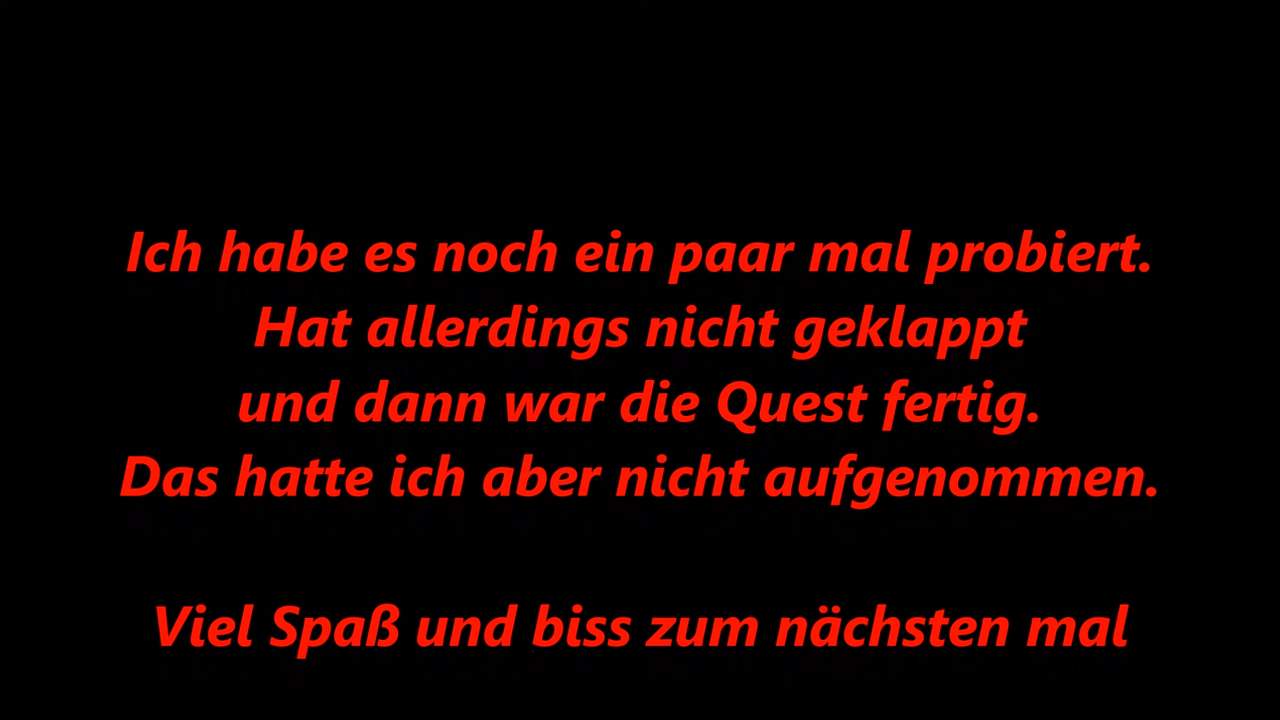 Ich habe es noch ein paar mal probiert.
Hat allerdings nicht geklappt
und dann war die Quest fertig.
Das hatte ich aber nicht aufgenommen.
Viel Spaß und biss zum nächsten mal